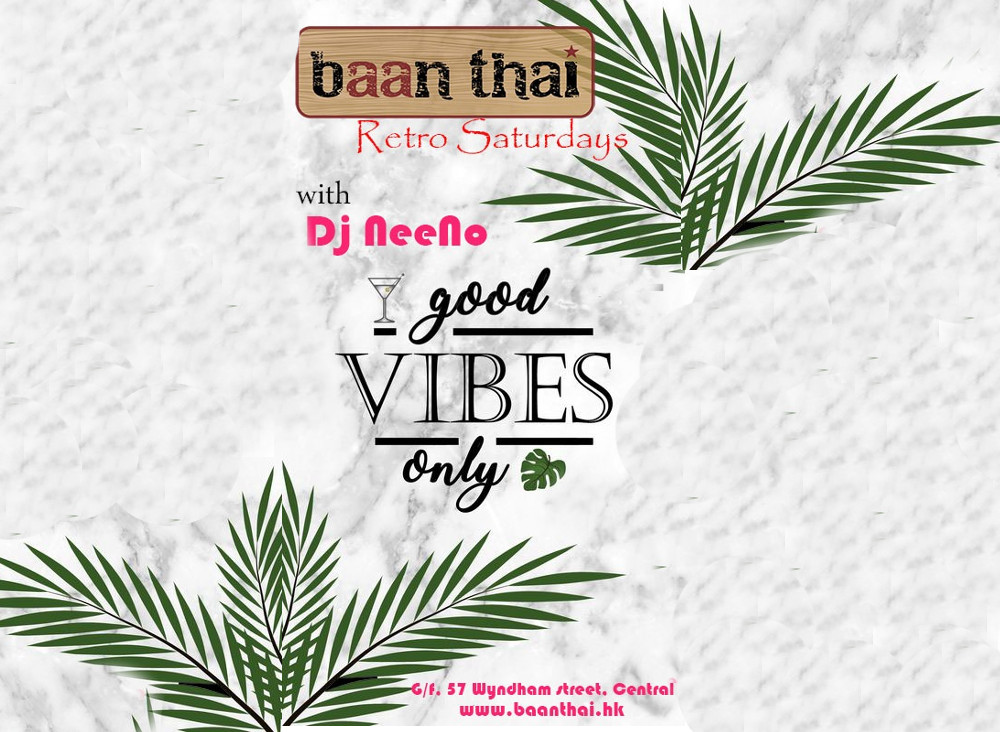 baan thai
Retro Saturdays
with
Dj NeeNo
good
VIBES
only
G/f. 57 Wyndham street, Central
www.baanthai.hk